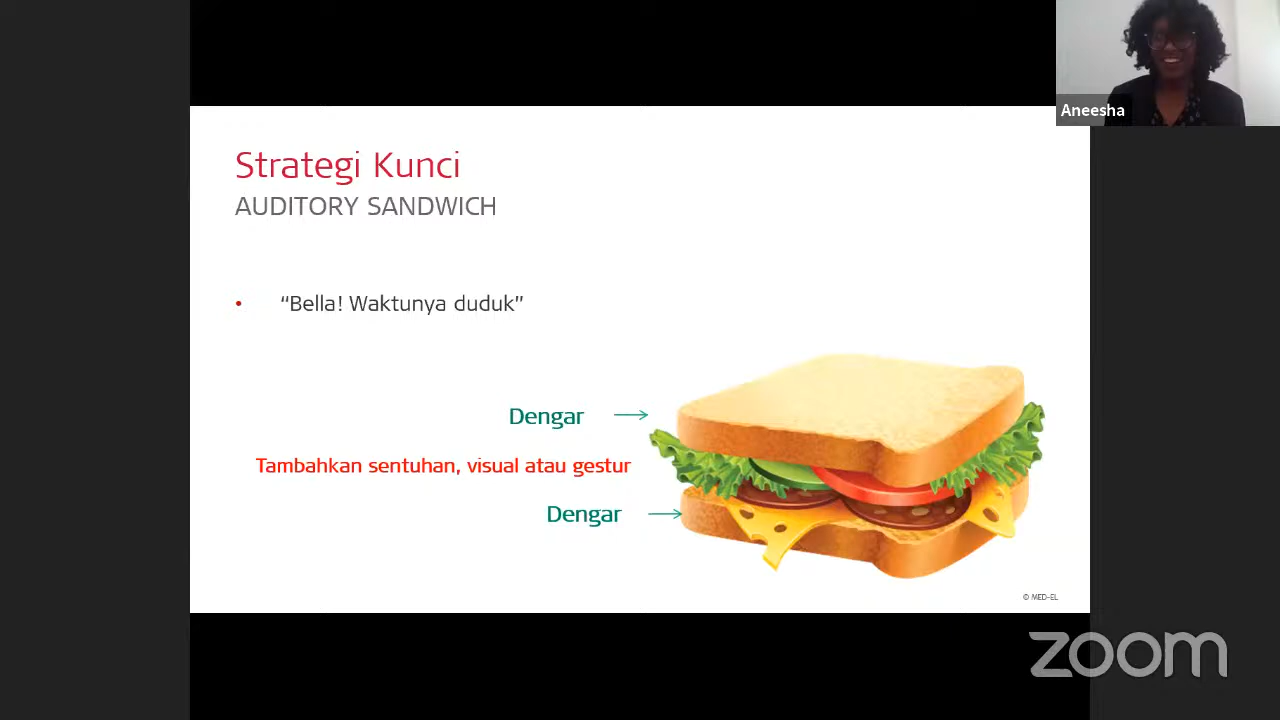 Aneesha
Strategi Kunci
AUDITORY SANDWICH
• “Bella! Waktunya duduk”
Dengar
Tambahkan sentuhan, visual atau gestur
Dengar
© MED-EL
zoom